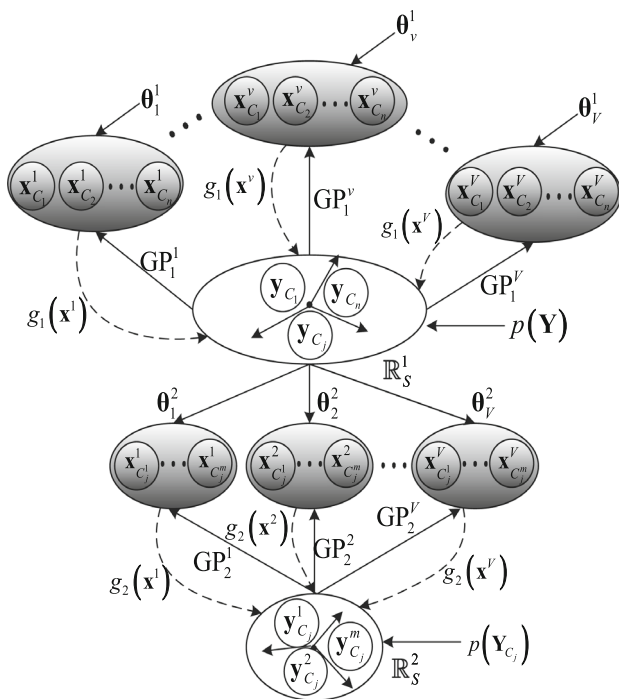 θ_v^1
x_{C_1}^v x_{C_2}^v ⋯ x_{C_n}^v
θ_1^1
θ_V^1
x_{C_1}^1 x_{C_2}^1 ⋯ x_{C_n}^1
x_{C_1}^V x_{C_2}^V ⋯ x_{C_n}^V
g_1(x^v)
GP_1^v
g_1(x^V)
GP_1^1
GP_1^V
g_1(x^1)
y_{C_1} y_{C_n}
y_{C_j}
p(Y)
ℝ_s^1
θ_1^2 θ_2^2 θ_V^2
x_{C_j^1}^1 ⋯ x_{C_j^m}^1
x_{C_j^1}^2 ⋯ x_{C_j^m}^2
x_{C_j^1}^V ⋯ x_{C_j^m}^V
g_2(x^2)
GP_2^V
GP_2^1
GP_2^2
g_2(x^1)
g_2(x^V)
y_{C_j}^1
y_{C_j}^m
y_{C_j}^2
p(Y_{C_j})
ℝ_s^2